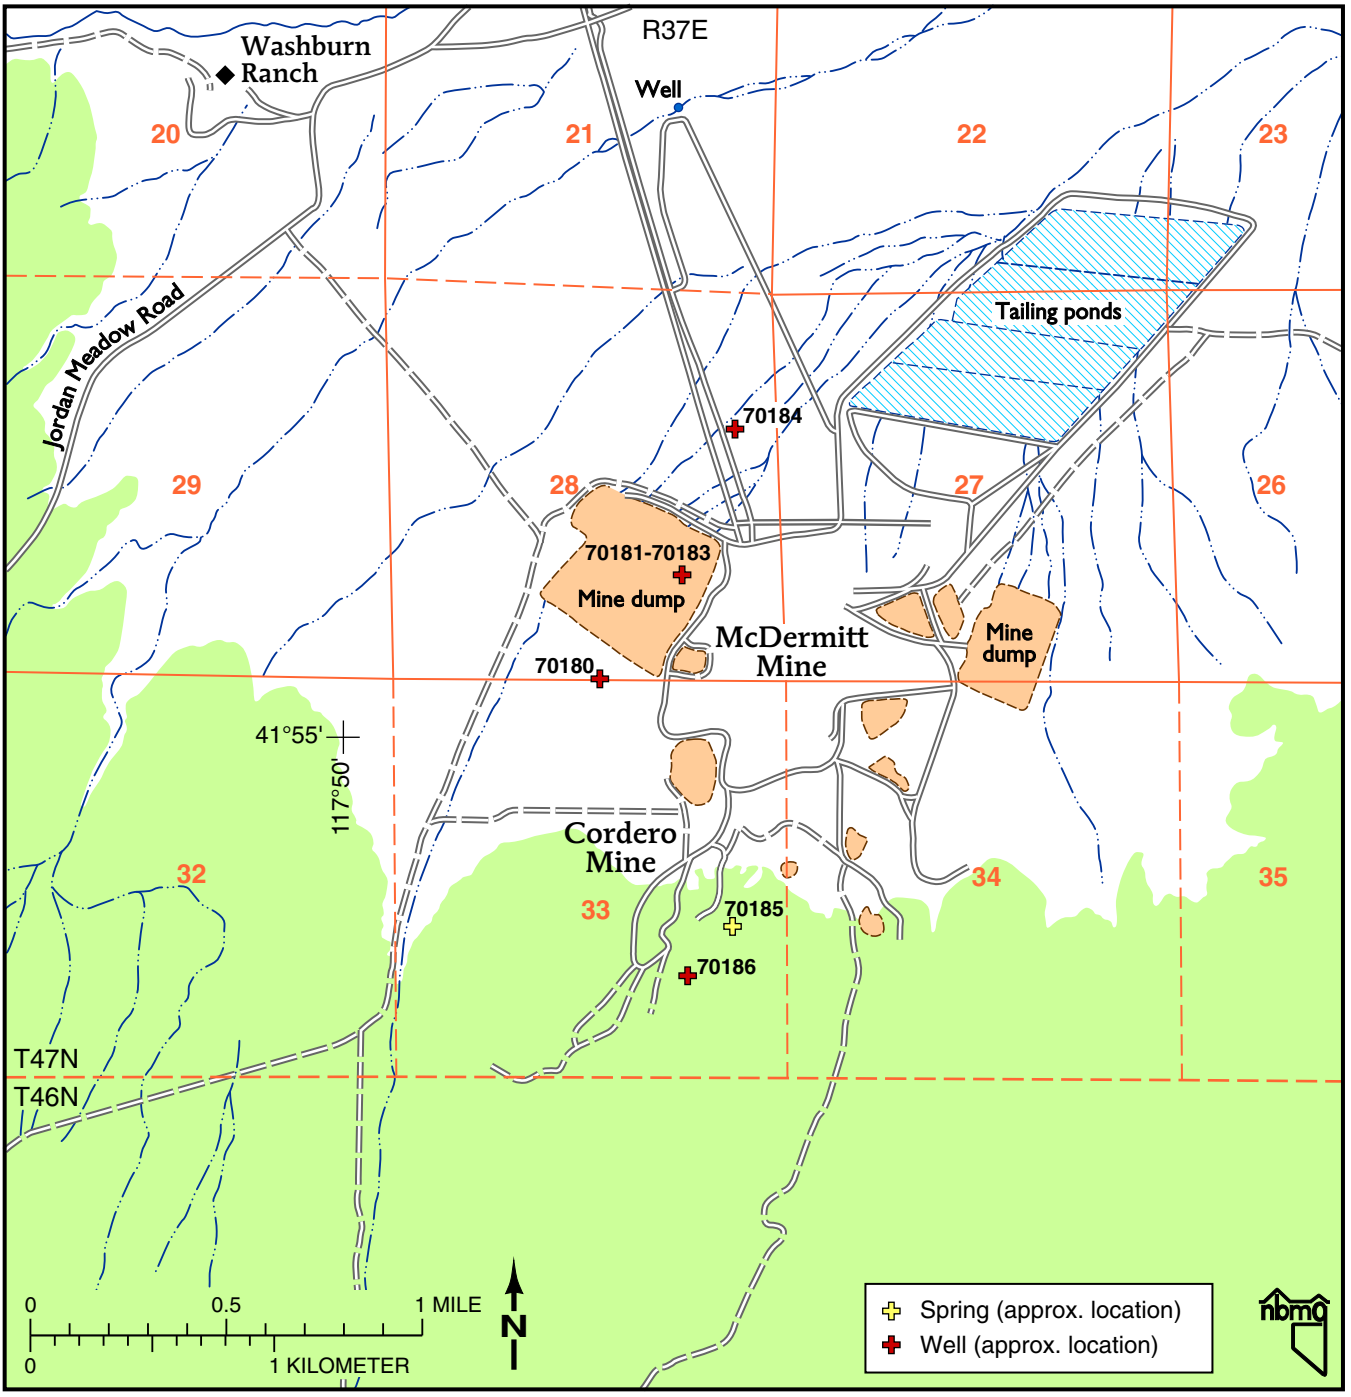 R37E
Washburn
Ranch
Well
20
21
22
23
Jordan Meadow Road
Tailing ponds
70184
29
28
27
26
70181-70183
Mine dump
McDermitt
Mine
Mine
dump
70180
41°55'
117°50'
Cordero
Mine
32
33
34
35
70185
70186
T47N
T46N
0 0.5 1 MILE
0 1 KILOMETER
N
Spring (approx. location)
Well (approx. location)
nbmg